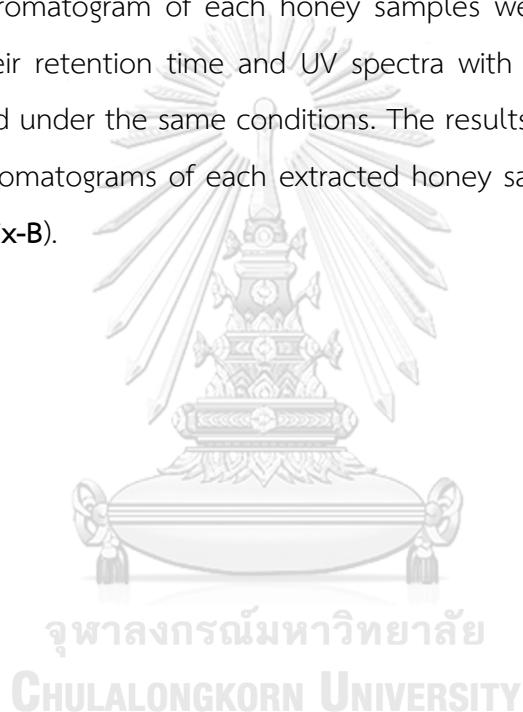 romatogram of each honey samples we
eir retention time and UV spectra with
d under the same conditions. The results
omatograms of each extracted honey sa
x-B).
จุฬาลงกรณ์มหาวิทยาลัย
CHULALONGKORN UNIVERSITY